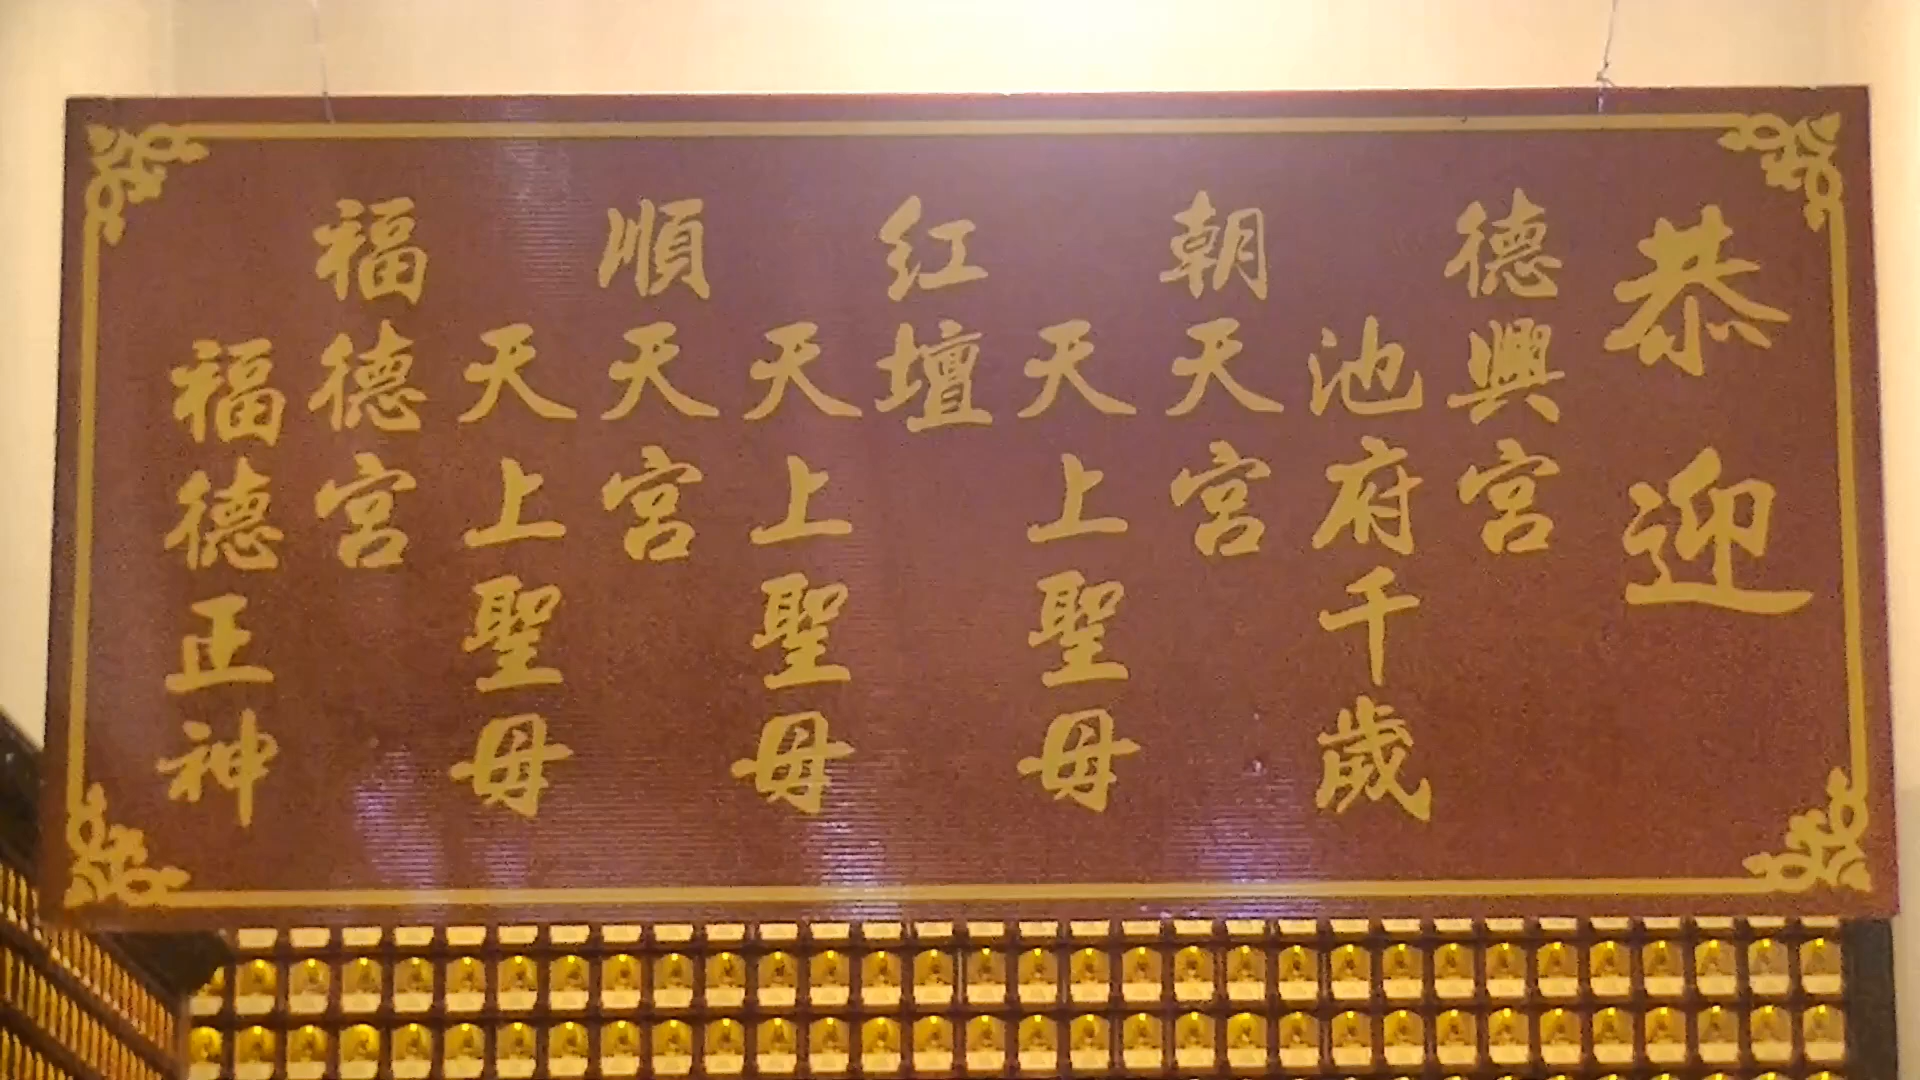 恭迎
德興宮
池府千歲
朝天宮
天上聖母
红壇
天上聖母
順天宮
天上聖母
福德宮
福德正神